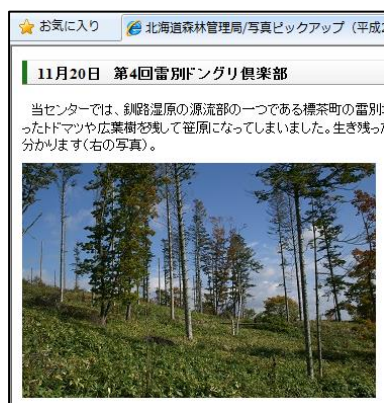 お気に入り
北海道森林管理局/写真ピックアップ（平成2
11月20日 第4回雷別ドングリ倶楽部
当センターでは、釧路湿原の源流部の一つである標茶町の雷別
ったトドマツや広葉樹を残して笹原になってしまいました。生き残った
分かります（右の写真）。